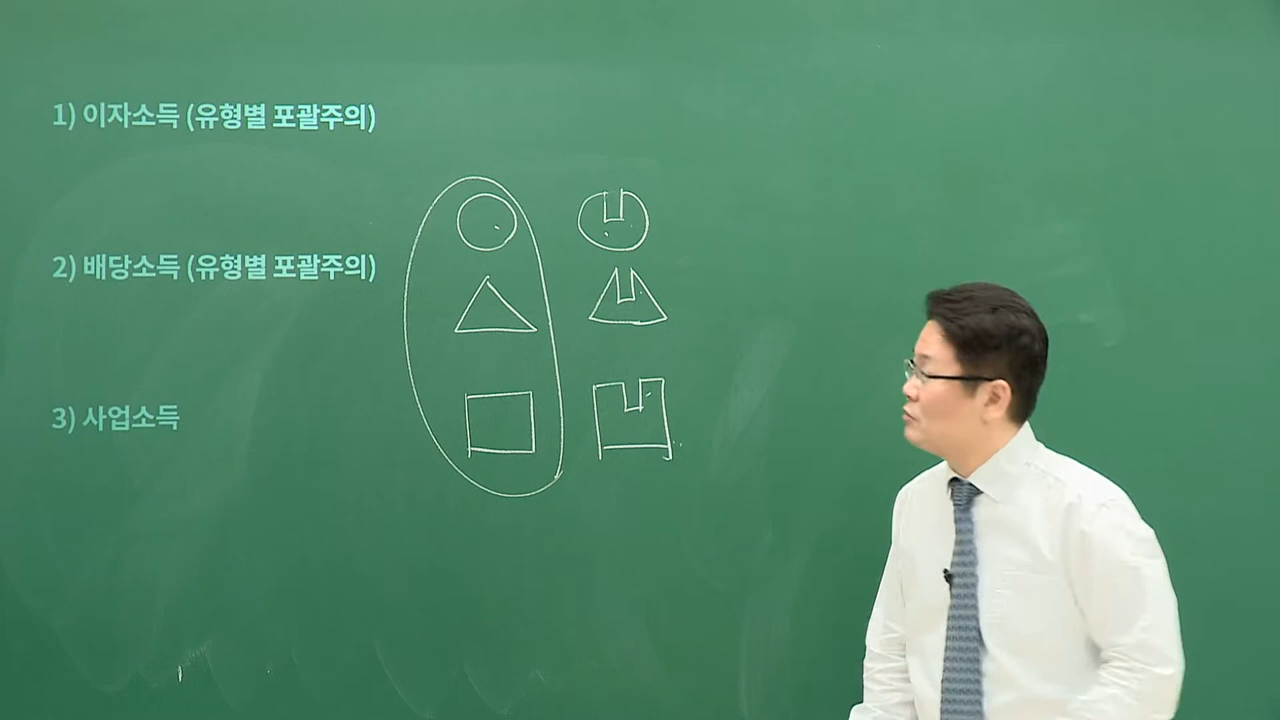 1) 이자소득 (유형별 포괄주의)
2) 배당소득 (유형별 포괄주의)
3) 사업소득